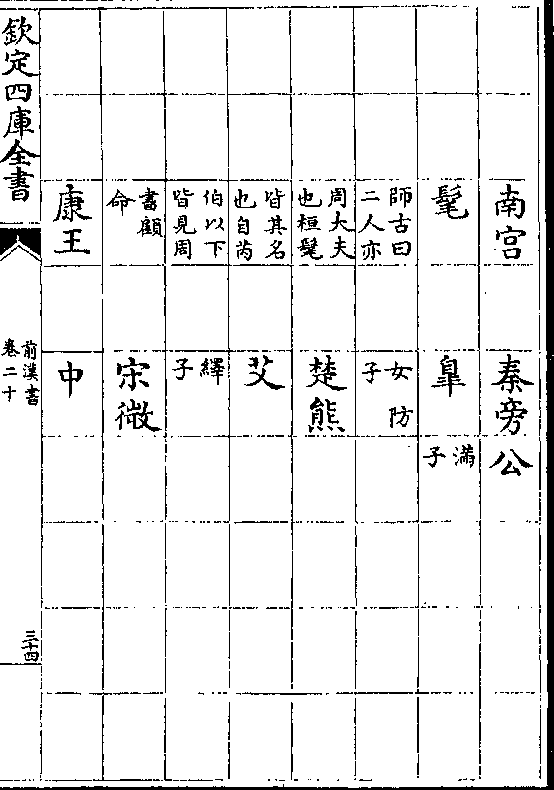 南宫
秦旁
公
髦
臯
滿
子
師古曰
二人亦
女防
子
周大夫
也桓髦
楚熊
皆其名
也自芮
艾
伯以下
皆見周
繹
子
書顧
命
宋微
康王
中
欽定四庫全書
前漢書
卷二十
三十四